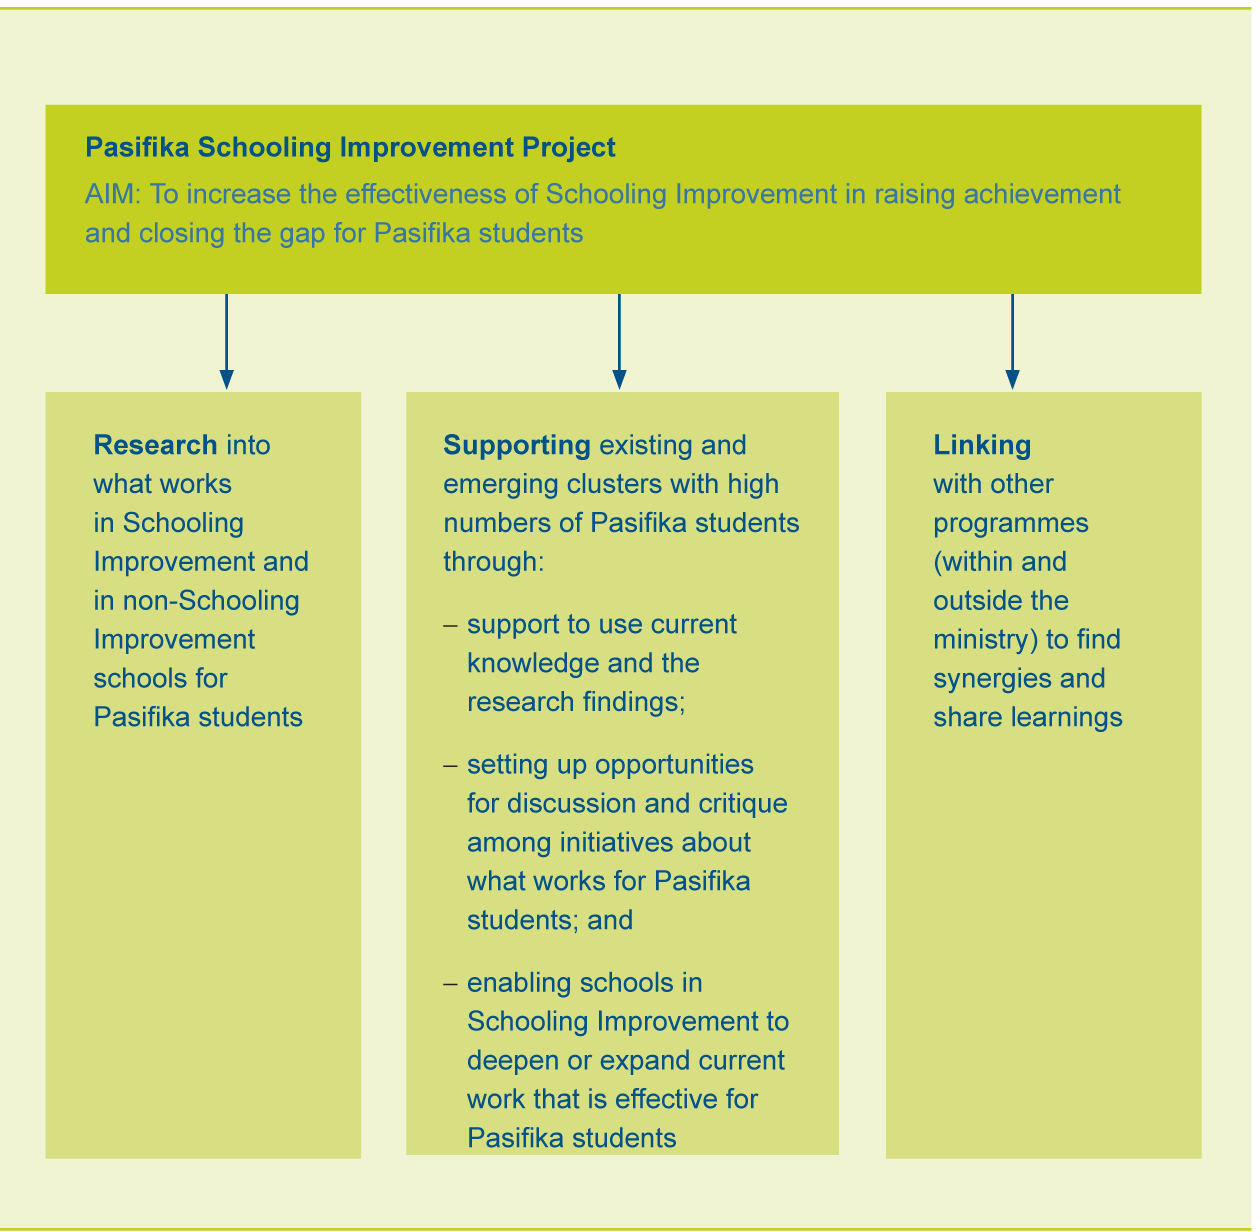 Pasifika Schooling Improvement Project
AIM: To increase the effectiveness of Schooling Improvement in raising achievement
and closing the gap for Pasifika students
Research into
what works
in Schooling
Improvement and
in non-Schooling
Improvement
schools for
Pasifika students
Supporting existing and
emerging clusters with high
numbers of Pasifika students
through:
– support to use current
knowledge and the
research findings;
– setting up opportunities
for discussion and critique
among initiatives about
what works for Pasifika
students; and
– enabling schools in
Schooling Improvement to
deepen or expand current
work that is effective for
Pasifika students
Linking
with other
programmes
(within and
outside the
ministry) to find
synergies and
share learnings